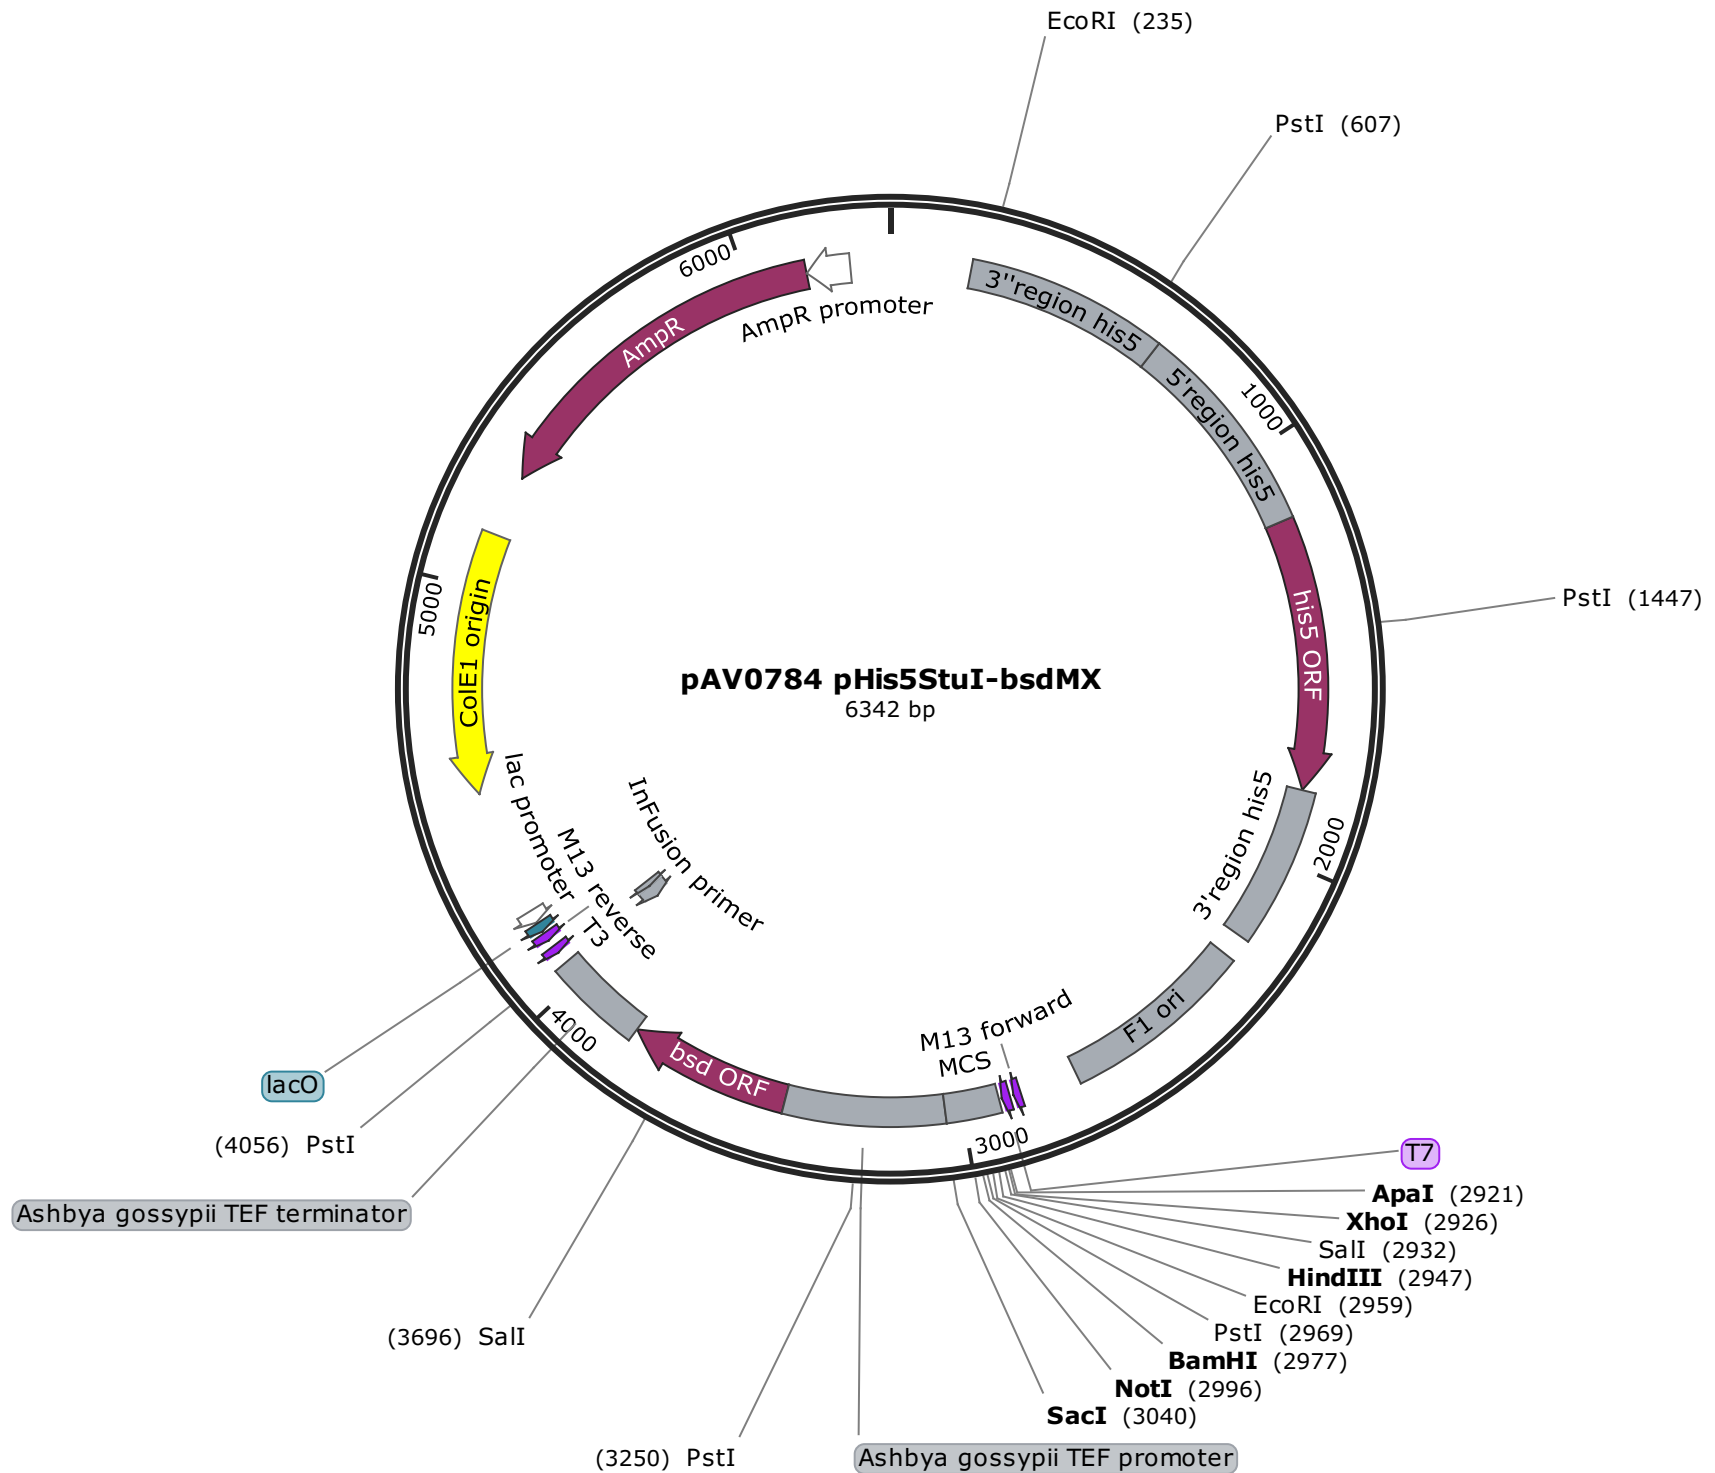 EcoRI (235)
PstI (607)
6000
AmpR promoter
AmpR
3''region his5
5'region his5
1000
PstI (1447)
his5 ORF
5000
ColE1 origin
pAV0784 pHis5StuI-bsdMX
6342 bp
lac promoter
M13 reverse
T3
InFusion primer
3'region his5
2000
F1 ori
M13 forward
MCS
bsd ORF
4000
3000
lacO
(4056) PstI
Ashbya gossypii TEF terminator
(3696) SalI
(3250) PstI
Ashbya gossypii TEF promoter
T7
ApaI (2921)
XhoI (2926)
SalI (2932)
HindIII (2947)
EcoRI (2959)
PstI (2969)
BamHI (2977)
NotI (2996)
SacI (3040)